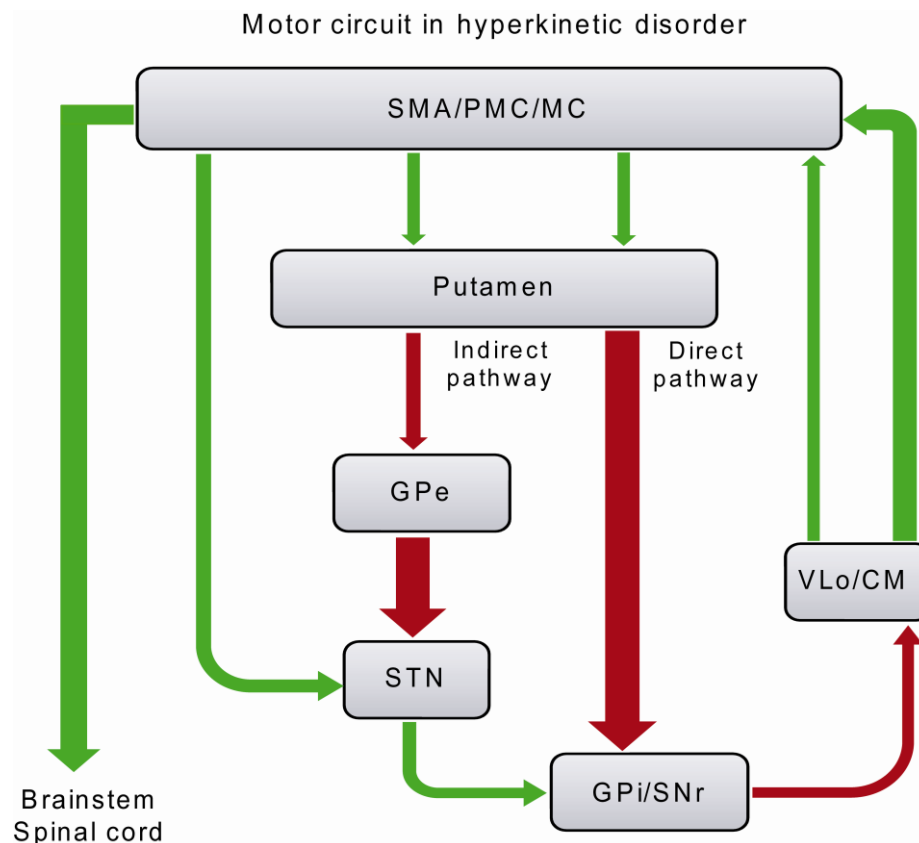 Motor circuit in hyperkinetic disorder
SMA/PMC/MC
Putamen
Indirect
pathway
Direct
pathway
GPe
VLo/CM
STN
GPi/SNr
Brainstem
Spinal cord